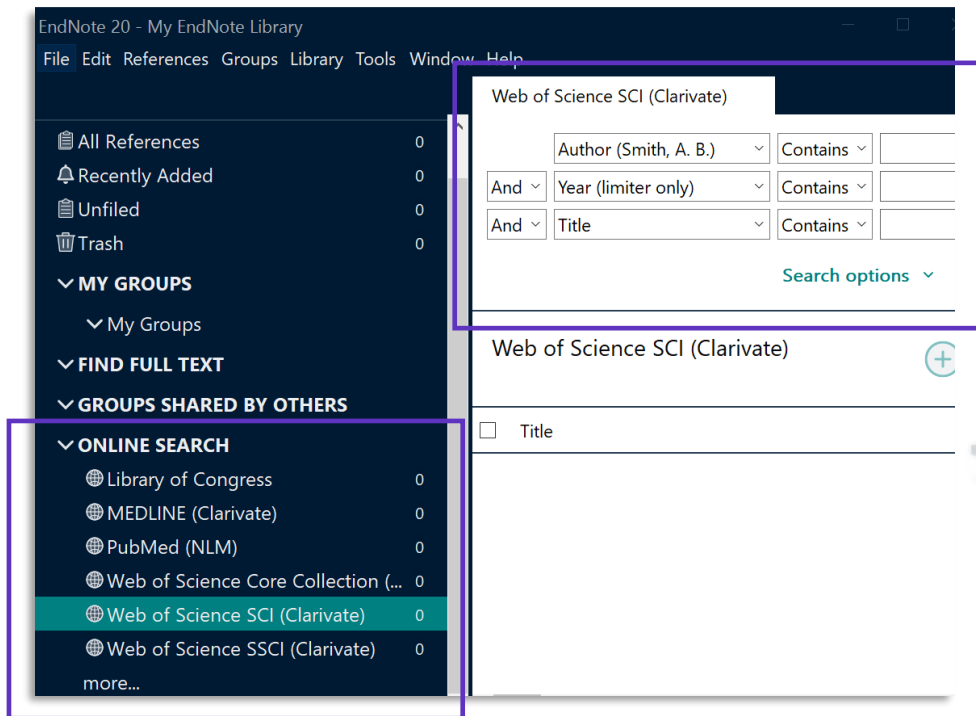 EndNote 20 - My EndNote Library
File Edit References Groups Library Tools Window Help
All References 0
Recently Added 0
Unfiled 0
Trash 0
MY GROUPS
My Groups
FIND FULL TEXT
GROUPS SHARED BY OTHERS
ONLINE SEARCH
Library of Congress 0
MEDLINE (Clarivate) 0
PubMed (NLM) 0
Web of Science Core Collection (... 0
Web of Science SCI (Clarivate) 0
Web of Science SSCI (Clarivate) 0
more...
Web of Science SCI (Clarivate)
Author (Smith, A. B.) Contains
And Year (limiter only) Contains
And Title Contains
Search options
Web of Science SCI (Clarivate)
Title